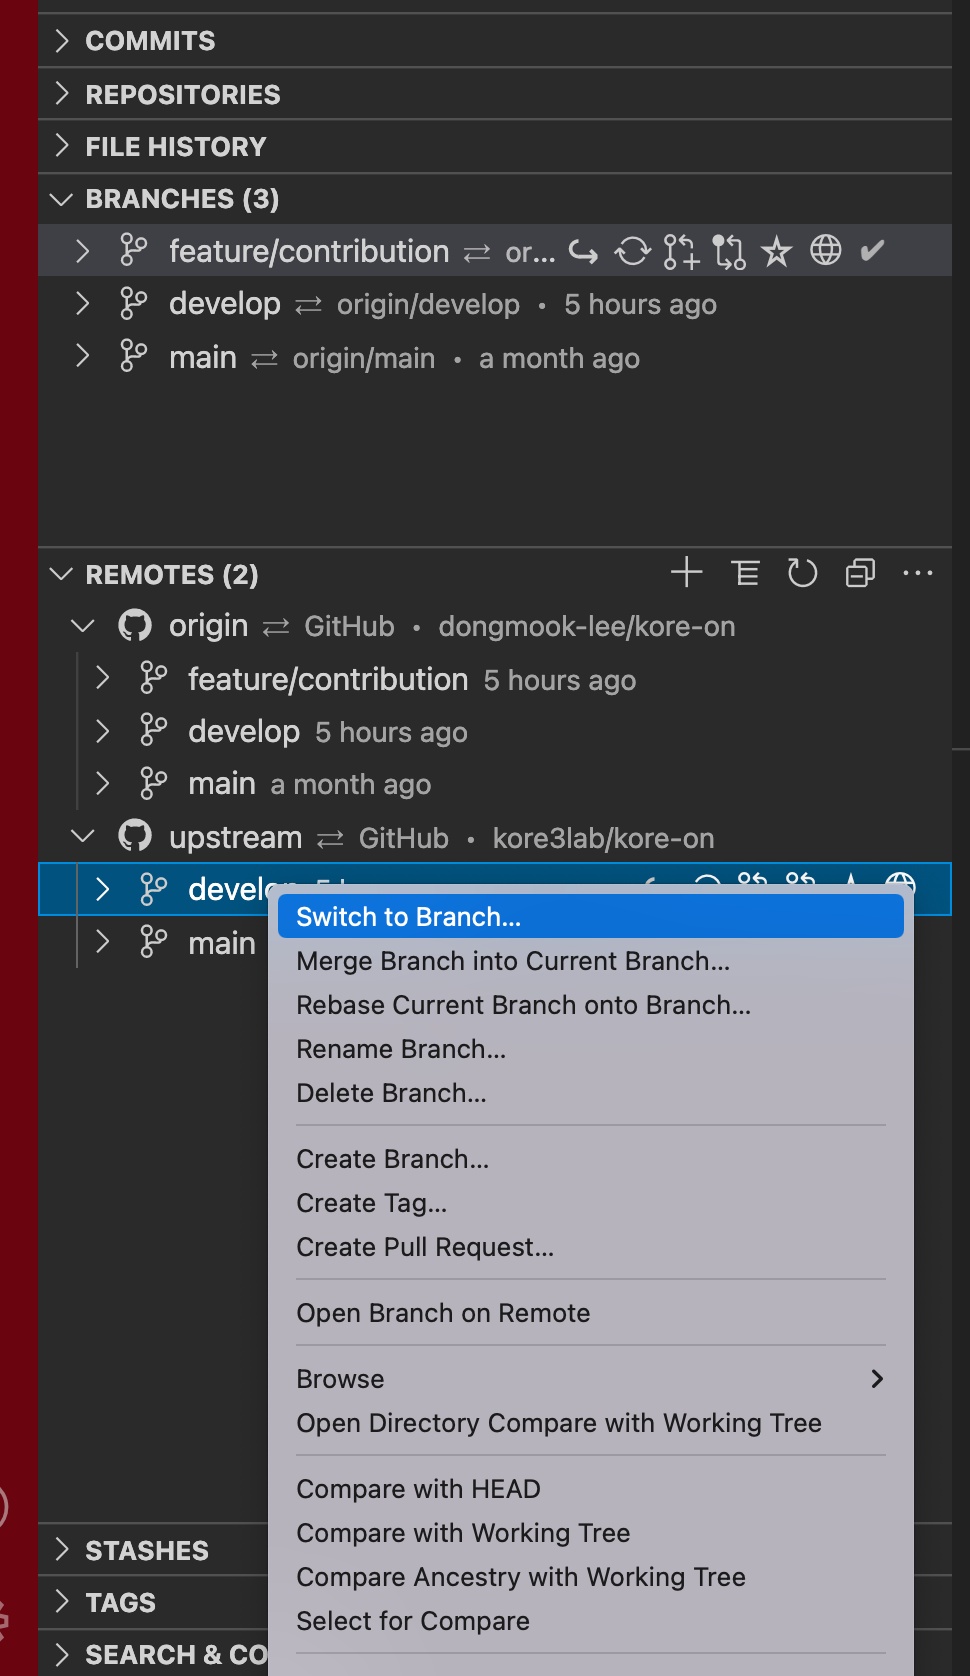 COMMITS
REPOSITORIES
FILE HISTORY
BRANCHES (3)
feature/contribution ⇄ or...
develop ⇄ origin/develop • 5 hours ago
main ⇄ origin/main • a month ago
REMOTES (2)
origin ⇄ GitHub • dongmook-lee/kore-on
feature/contribution 5 hours ago
develop 5 hours ago
main a month ago
upstream ⇄ GitHub • kore3lab/kore-on
Switch to Branch...
main
Merge Branch into Current Branch...
Rebase Current Branch onto Branch...
Rename Branch...
Delete Branch...
Create Branch...
Create Tag...
Create Pull Request...
Open Branch on Remote
Browse
Open Directory Compare with Working Tree
Compare with HEAD
Compare with Working Tree
Compare Ancestry with Working Tree
Select for Compare
STASHES
TAGS
SEARCH & CO